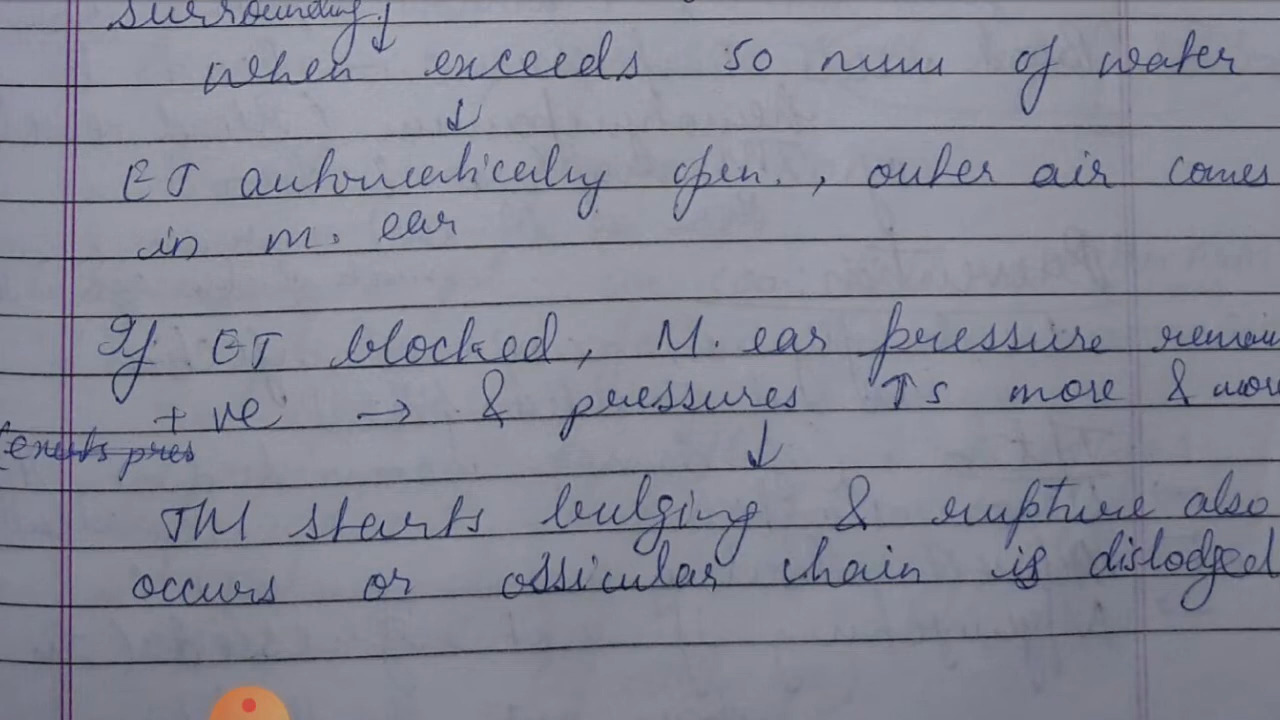 surrounding
↓
when exceeds 50 mm of water
↓
ET automatically open., outer air comes
in m. ear
If ET blocked, M. ear pressure remain
+ve → & pressures ↑s more & mor
(exerts pres
↓
TM starts bulging & rupture also
occurs or ossicular chain is dislodged